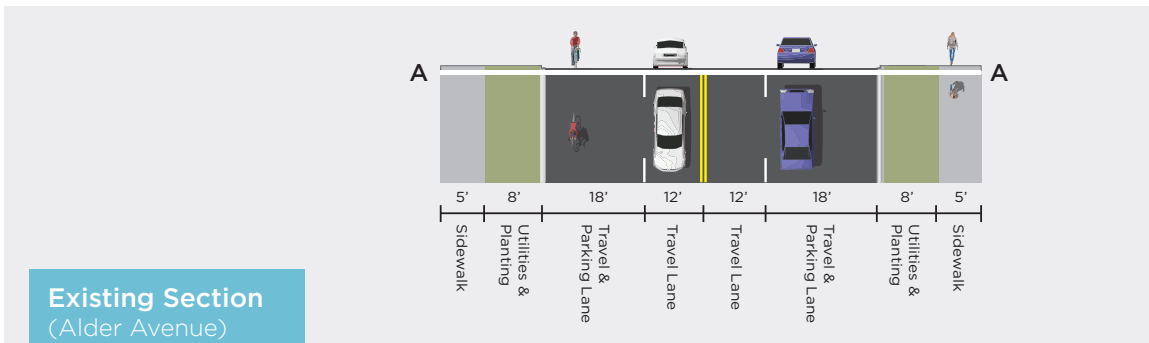 A A
5’ 8’ 18’ 12’ 12’ 18’ 8’ 5’
Sidewalk
Utilities &
Planting
Travel &
Parking Lane
Travel Lane
Travel Lane
Travel &
Parking Lane
Utilities &
Planting
Sidewalk
Existing Section
(Alder Avenue)